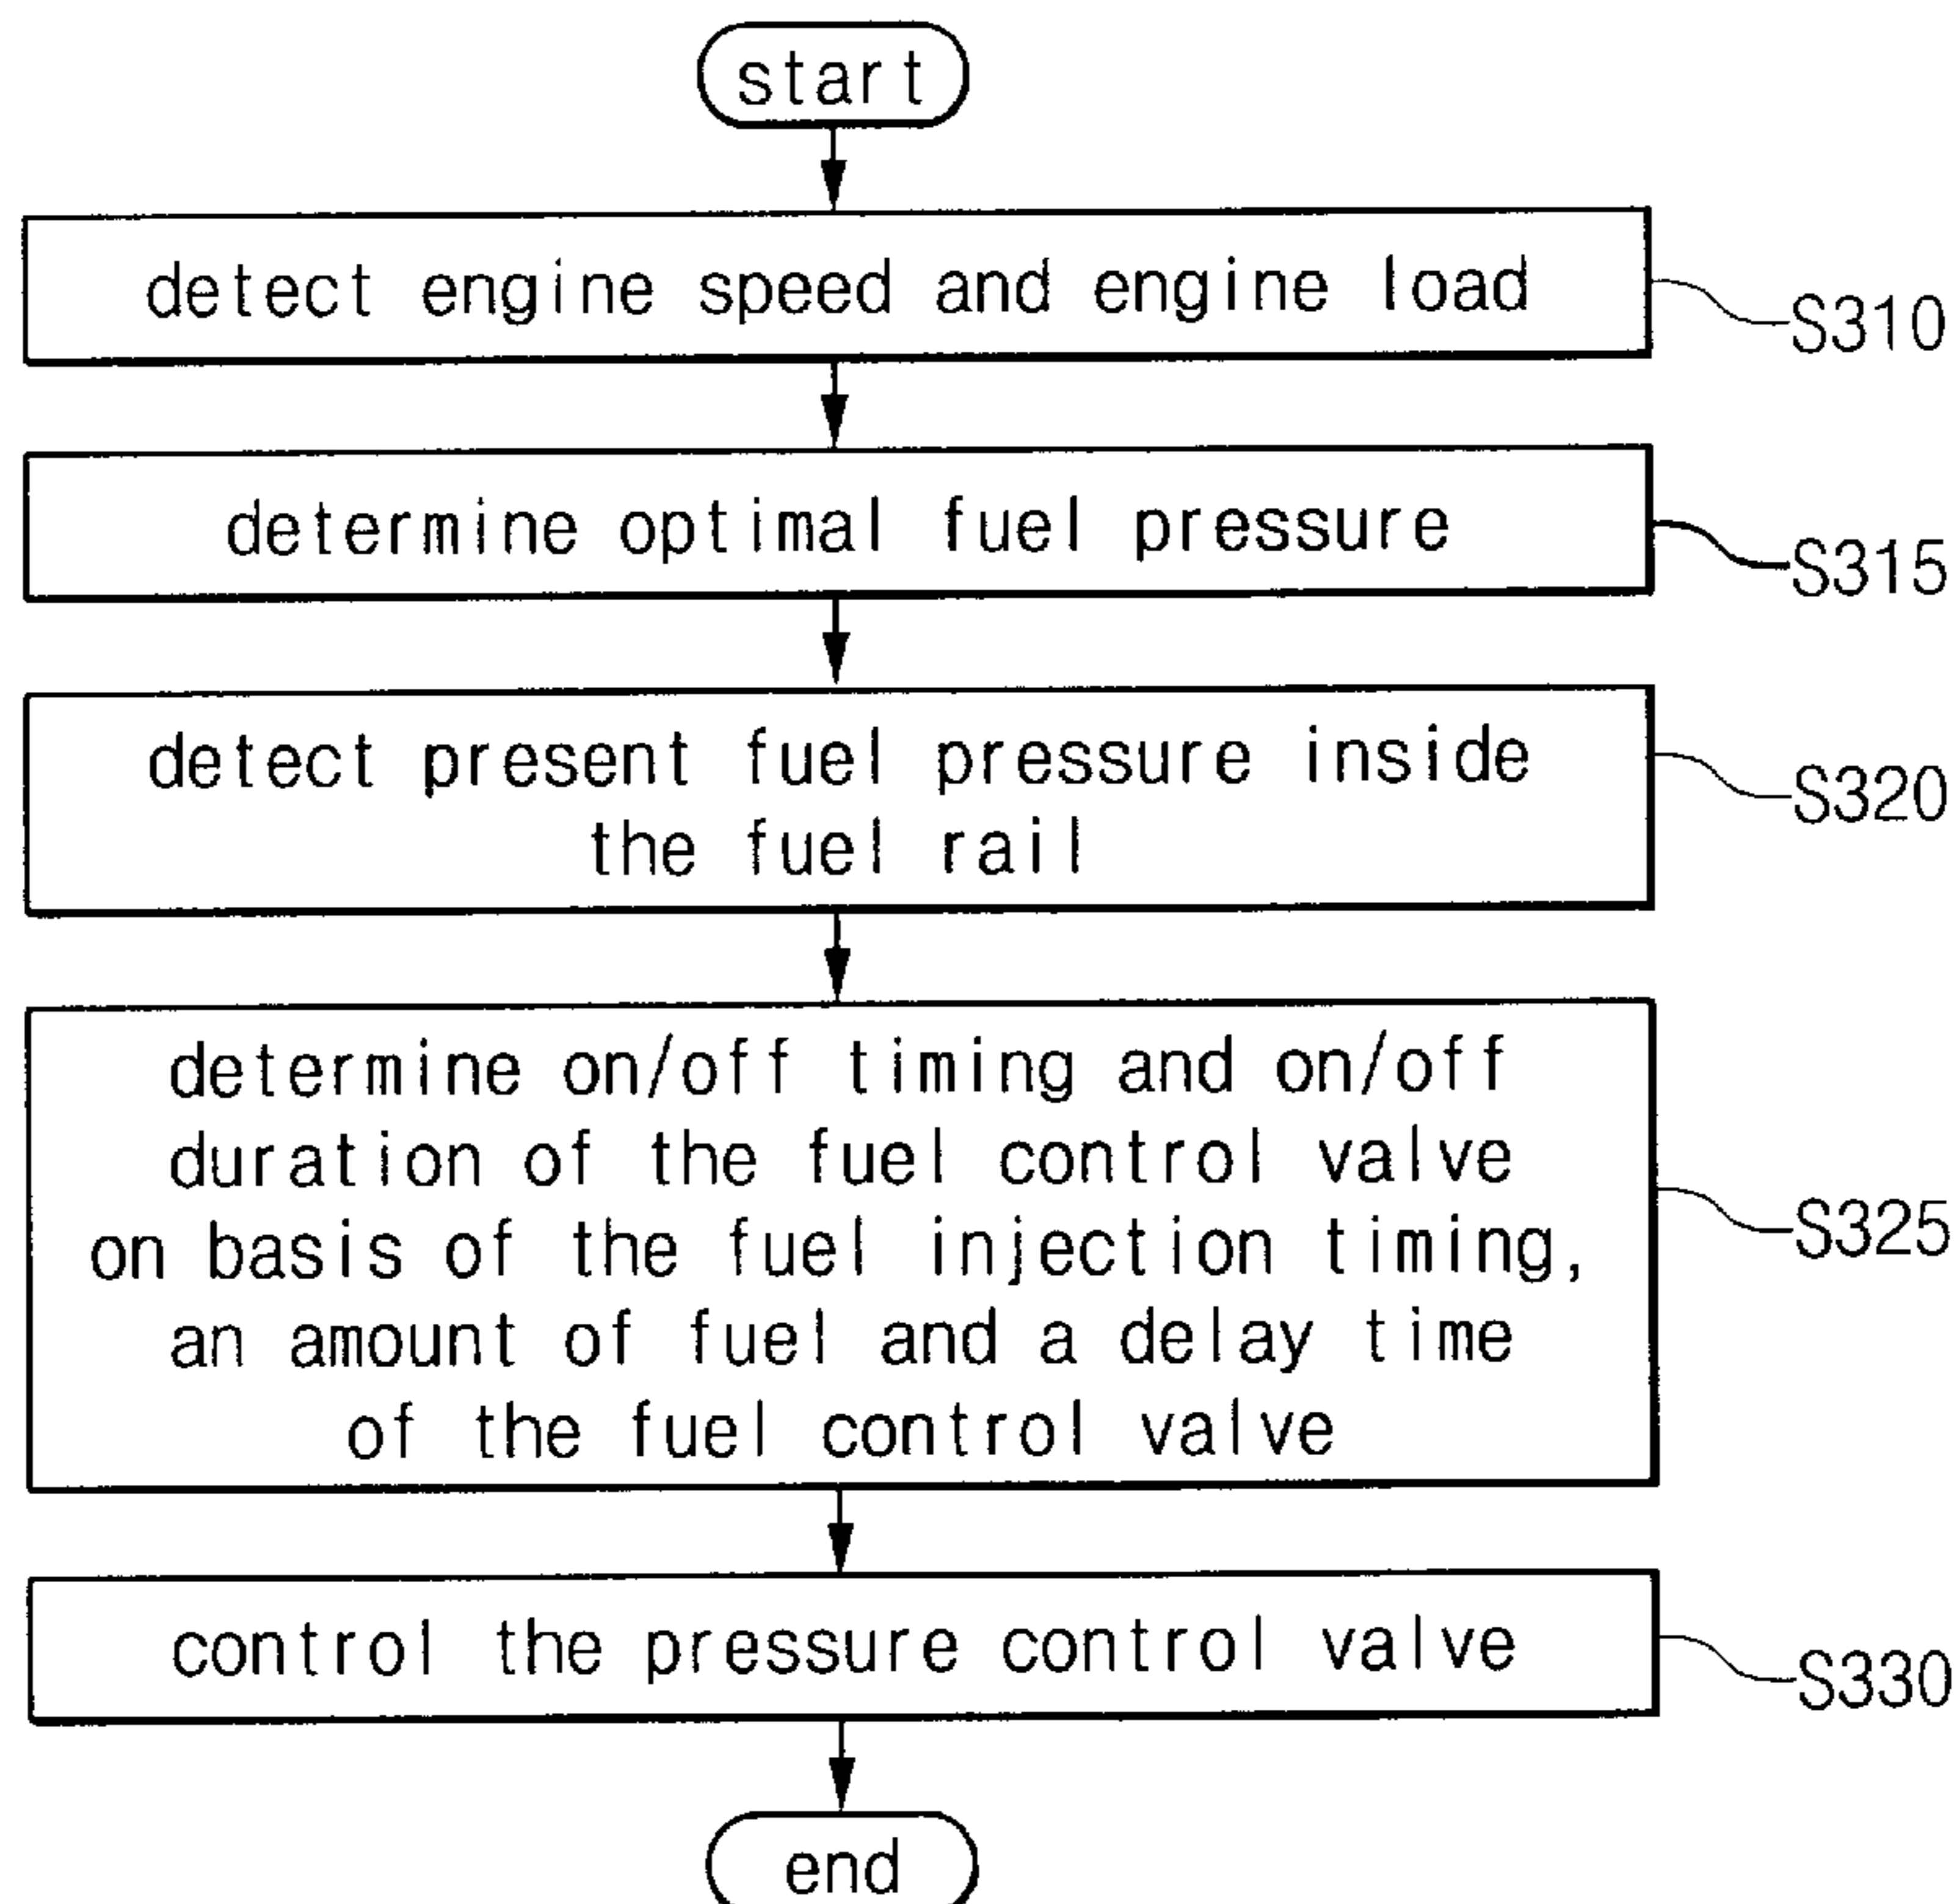 start
detect engine speed and engine load
S310
determine optimal fuel pressure
S315
detect present fuel pressure inside
the fuel rail
S320
determine on/off timing and on/off
duration of the fuel control valve
on basis of the fuel injection timing,
an amount of fuel and a delay time
of the fuel control valve
S325
control the pressure control valve
S330
end